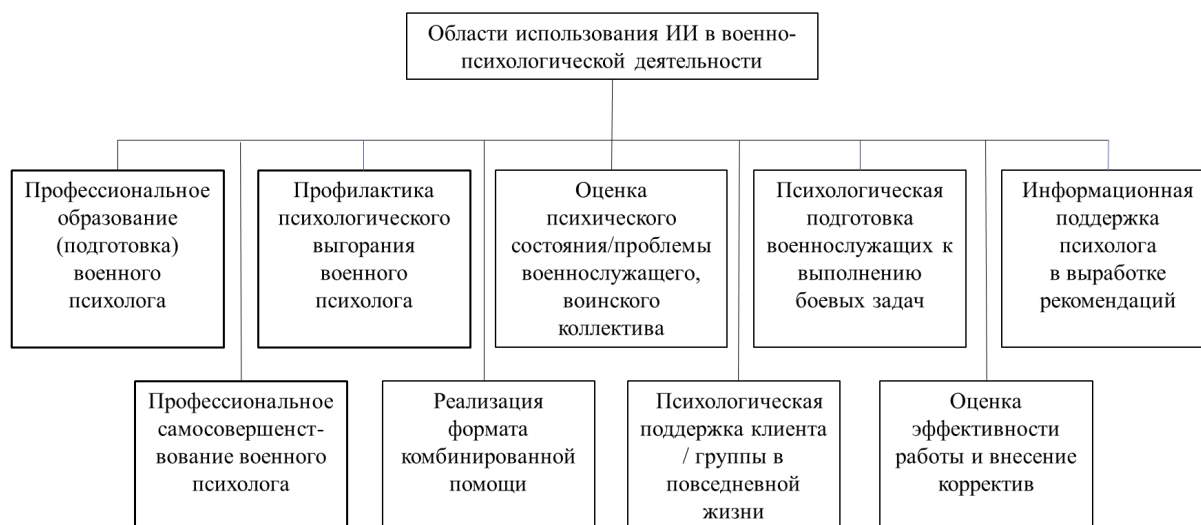 Области использования ИИ в военно-
психологической деятельности
Профессиональное
образование
(подготовка)
военного
психолога
Профилактика
психологического
выгорания
военного
психолога
Оценка
психического
состояния/проблемы
военнослужащего,
воинского
коллектива
Психологическая
подготовка
военнослужащих к
выполнению
боевых задач
Информационная
поддержка
психолога
в выработке
рекомендаций
Профессиональное
самосовершенст-
вование военного
психолога
Реализация
формата
комбинированной
помощи
Психологическая
поддержка клиента
/ группы в
повседневной
жизни
Оценка
эффективности
работы и внесение
корректив